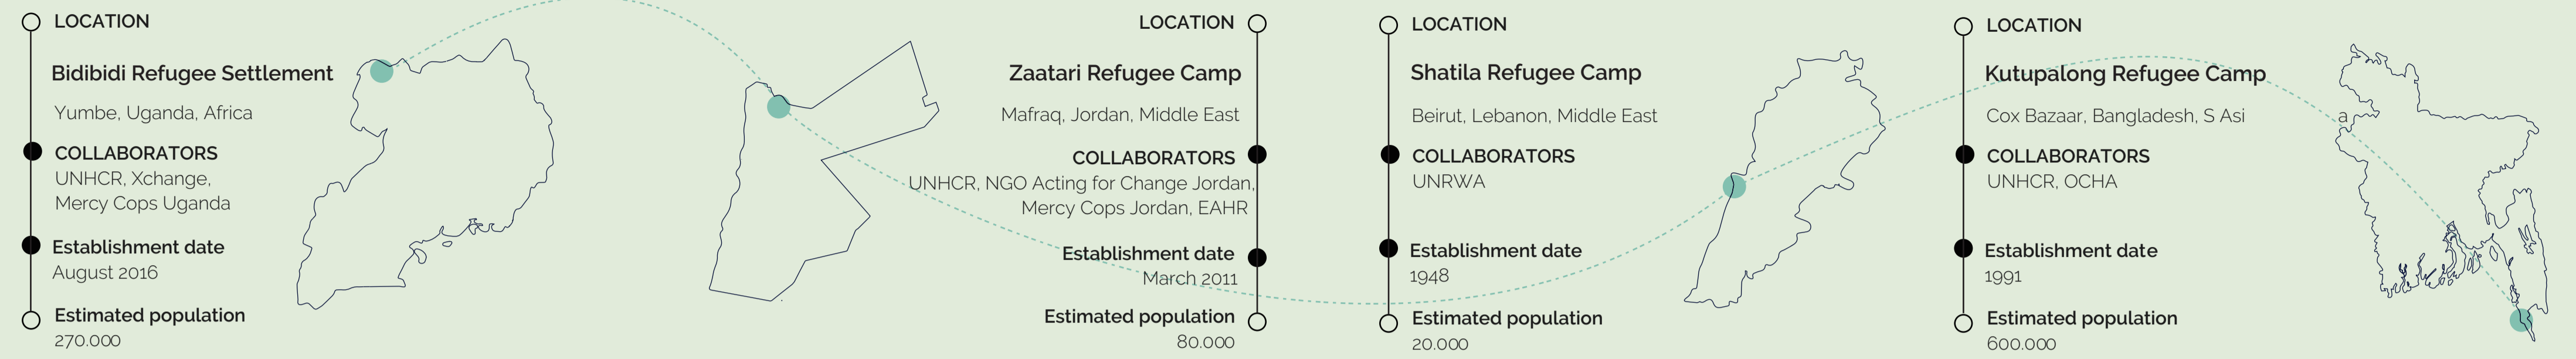 LOCATION
Bidibidi Refugee Settlement
Yumbe, Uganda, Africa
COLLABORATORS
UNHCR, Xchange,
Mercy Cops Uganda
Establishment date
August 2016
Estimated population
270.000
LOCATION
Zaatari Refugee Camp
Mafraq, Jordan, Middle East
COLLABORATORS
UNHCR, NGO Acting for Change Jordan,
Mercy Cops Jordan, EAHR
Establishment date
March 2011
Estimated population
80.000
LOCATION
Shatila Refugee Camp
Beirut, Lebanon, Middle East
COLLABORATORS
UNRWA
Establishment date
1948
Estimated population
20.000
LOCATION
Kutupalong Refugee Camp
Cox Bazaar, Bangladesh, S Asi a
COLLABORATORS
UNHCR, OCHA
Establishment date
1991
Estimated population
600.000